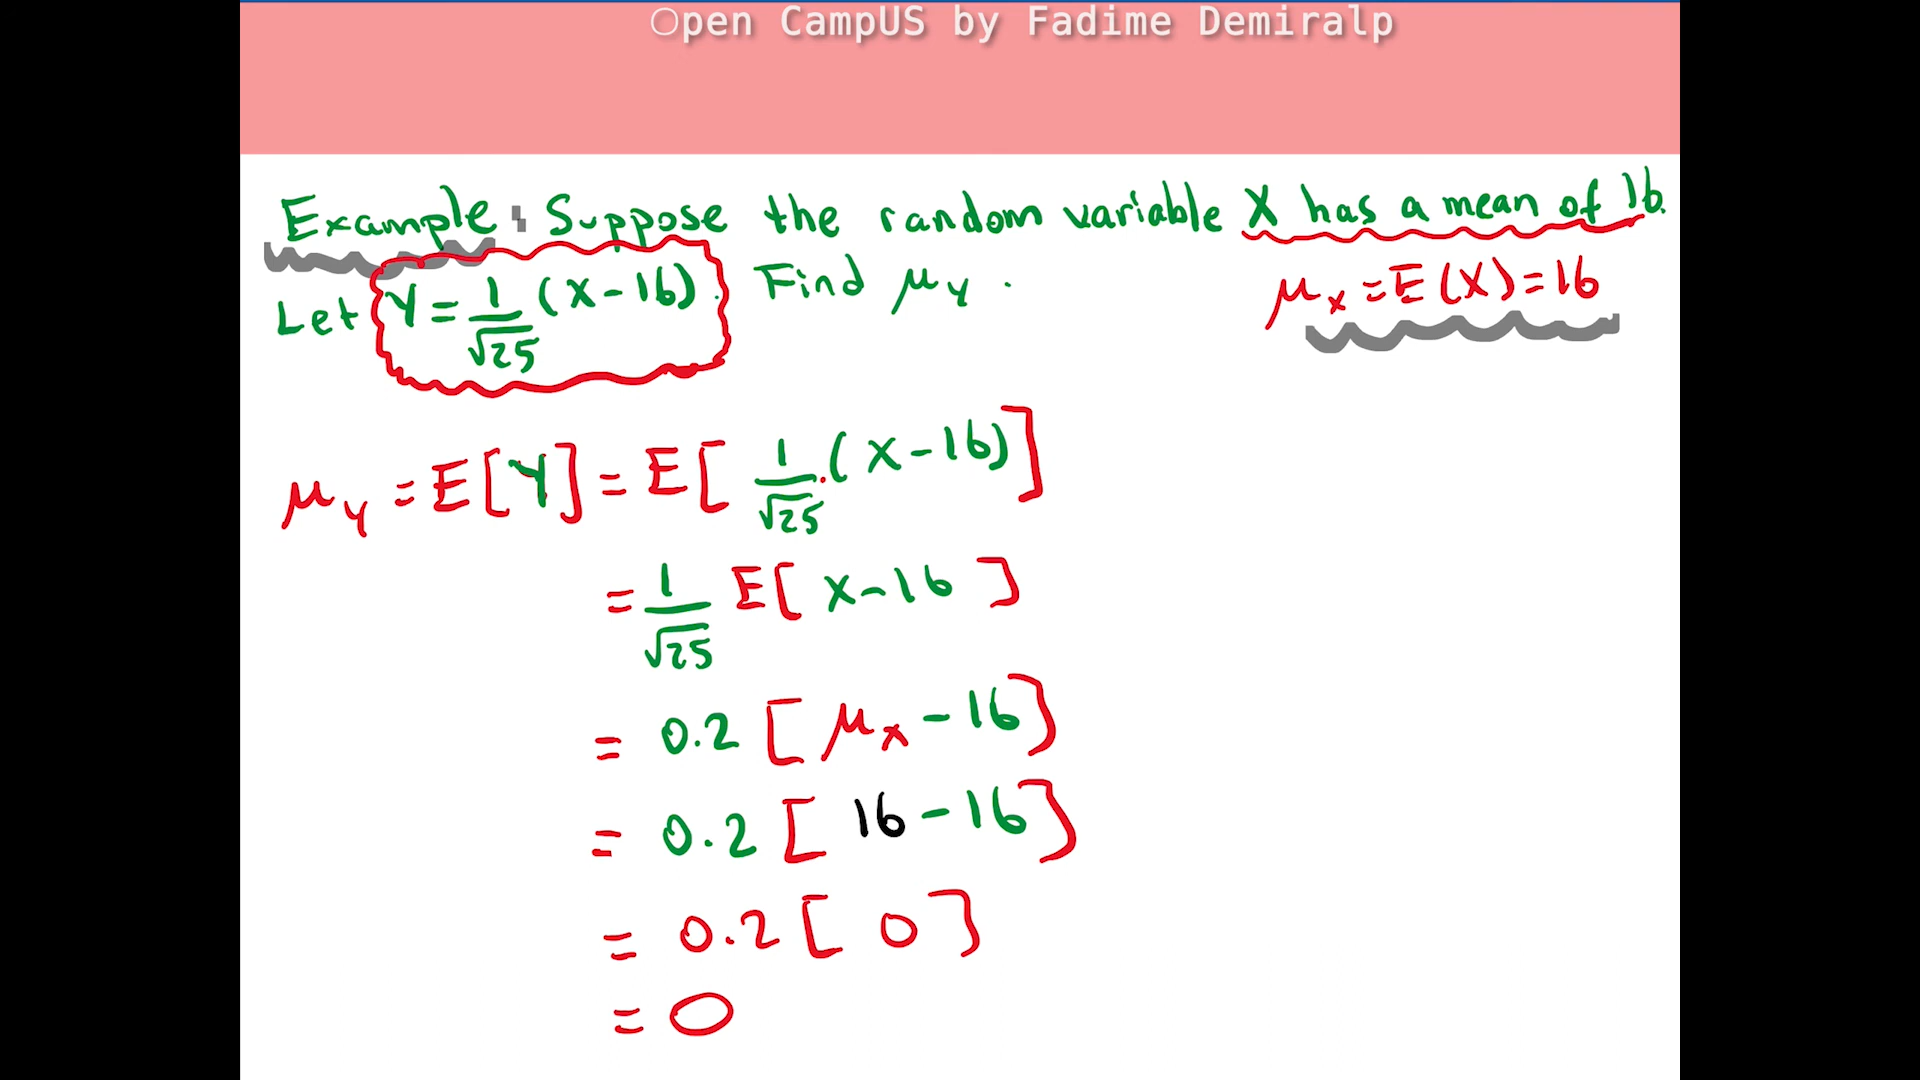 Open CampUS by Fadime Demiralp
Example: Suppose the random variable X has a mean of 16.
Let Y = 1/√25 (X-16). Find μY.
μX = E(X) = 16
μY = E[Y] = E[1/√25 · (X-16)]
= 1/√25 E[X-16]
= 0.2 [μX - 16]
= 0.2 [16 - 16]
= 0.2 [0]
= 0